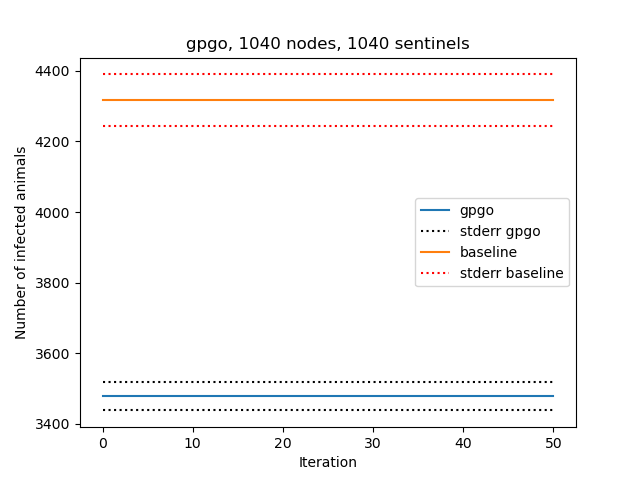 gpgo, 1040 nodes, 1040 sentinels
Number of infected animals
4400
4200
4000
3800
3600
3400
gpgo
stderr gpgo
baseline
stderr baseline
0 10 20 30 40 50
Iteration